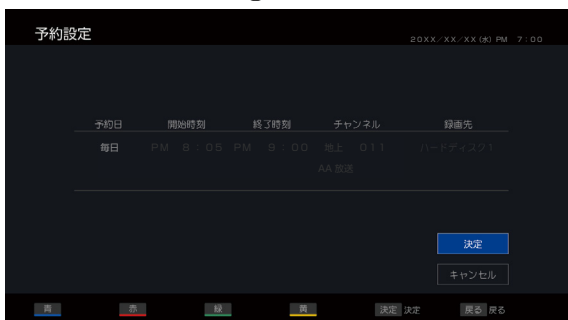 予約設定
20XX/XX/XX(水) PM 7:00
予約日 開始時刻 終了時刻 チャンネル 録画先
毎日 PM 8:05 PM 9:00 地上 011 ハードディスク1
AA放送
決定
キャンセル
青 赤 緑 黄 決定 決定 戻る 戻る